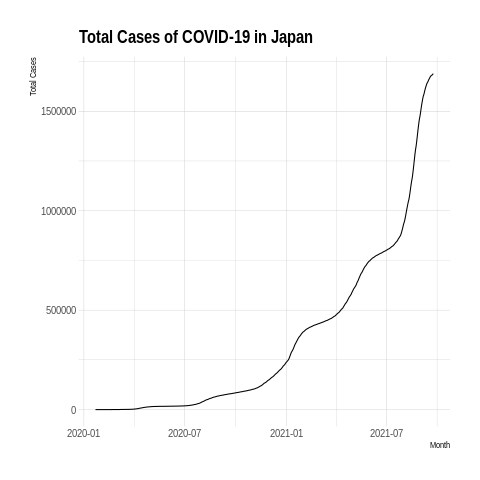 Total Cases of COVID-19 in Japan
Total Cases
1500000
1000000
500000
0
2020-01 2020-07 2021-01 2021-07
Month